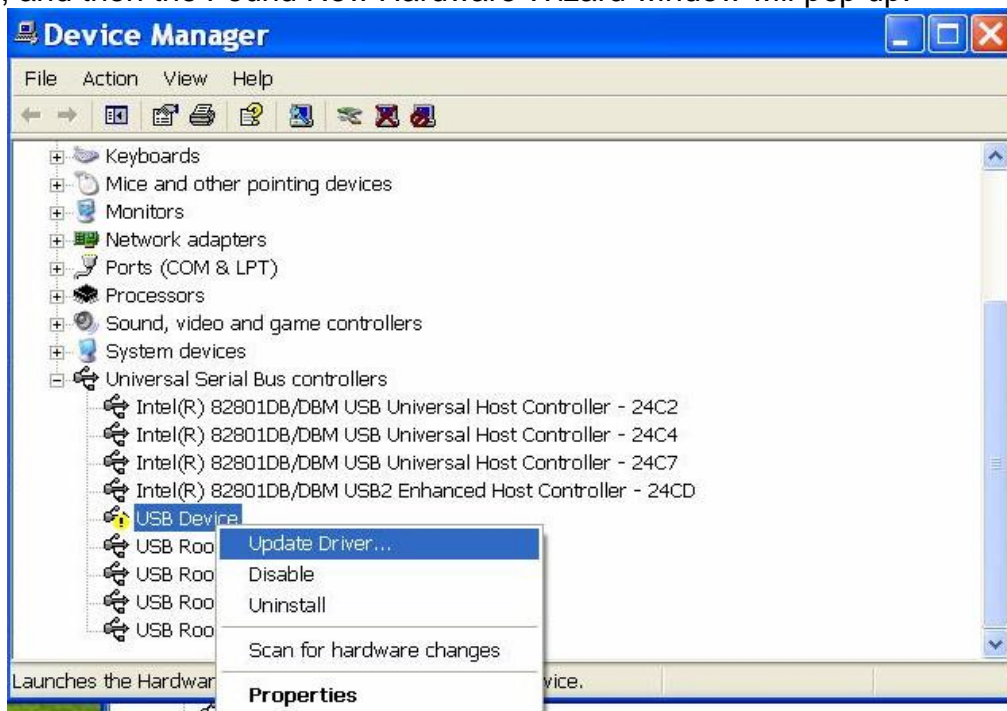 , and then the Found New Hardware Wizard window will pop up.
Device Manager
File Action View Help
Keyboards
Mice and other pointing devices
Monitors
Network adapters
Ports (COM & LPT)
Processors
Sound, video and game controllers
System devices
Universal Serial Bus controllers
Intel(R) 82801DB/DBM USB Universal Host Controller - 24C2
Intel(R) 82801DB/DBM USB Universal Host Controller - 24C4
Intel(R) 82801DB/DBM USB Universal Host Controller - 24C7
Intel(R) 82801DB/DBM USB2 Enhanced Host Controller - 24CD
USB Device
USB Roo Update Driver...
USB Roo Disable
USB Roo Uninstall
USB Roo
Scan for hardware changes
Launches the Hardwar vice.
Properties